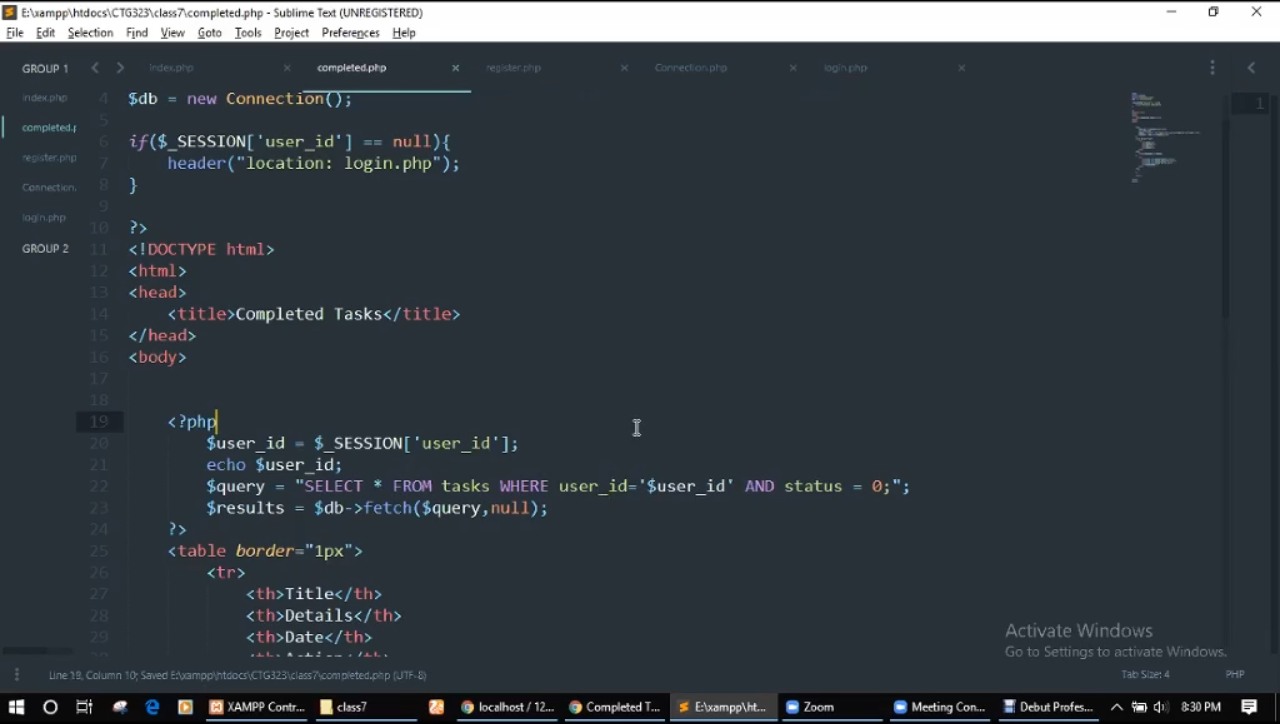 E:\xampp\htdocs\CTG323\class7\completed.php - Sublime Text (UNREGISTERED)
File Edit Selection Find View Goto Tools Project Preferences Help
GROUP 1 index.php completed.php register.php Connection.php login.php
index.php
completed.p
register.php
Connection.
login.php
GROUP 2
4 $db = new Connection();
5
6 if($_SESSION['user_id'] == null){
7 header("location: login.php");
8 }
9
10 ?>
11 <!DOCTYPE html>
12 <html>
13 <head>
14 <title>Completed Tasks</title>
15 </head>
16 <body>
17
18
19 <?php
20 $user_id = $_SESSION['user_id'];
21 echo $user_id;
22 $query = "SELECT * FROM tasks WHERE user_id='$user_id' AND status = 0;";
23 $results = $db->fetch($query,null);
24 ?>
25 <table border="1px">
26 <tr>
27 <th>Title</th>
28 <th>Details</th>
29 <th>Date</th>
<th>Action</th>
1
Activate Windows
Go to Settings to activate Windows.
Line 19, Column 10; Saved E:\xampp\htdocs\CTG323\class7\completed.php (UTF-8) Tab Size: 4 PHP
XAMPP Contr... class7 localhost / 12... Completed T... E:\xampp\ht... Zoom Meeting Con... Debut Profes... 8:30 PM